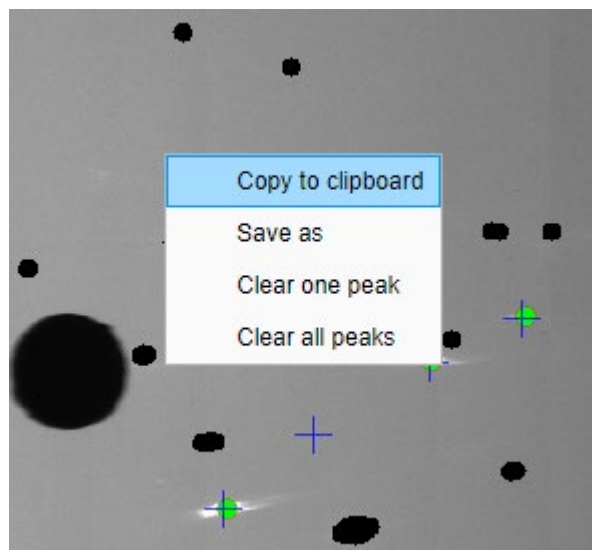 Copy to clipboard
Save as
Clear one peak
Clear all peaks